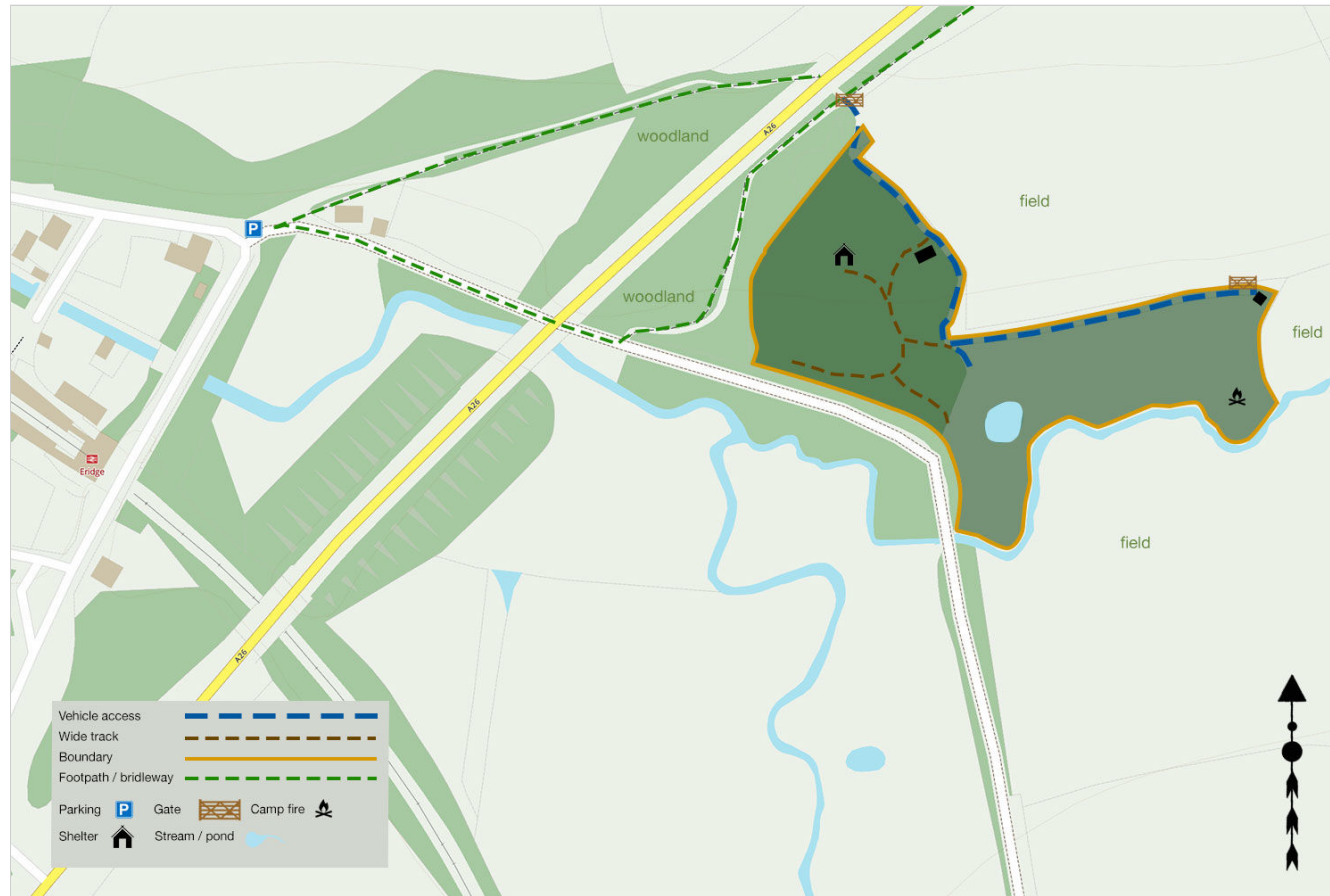 woodland
A26
field
P
woodland
field
field
A26
Eridge
field
A26
Vehicle access
Wide track
Boundary
Footpath / bridleway
Parking P Gate Camp fire
Shelter Stream / pond